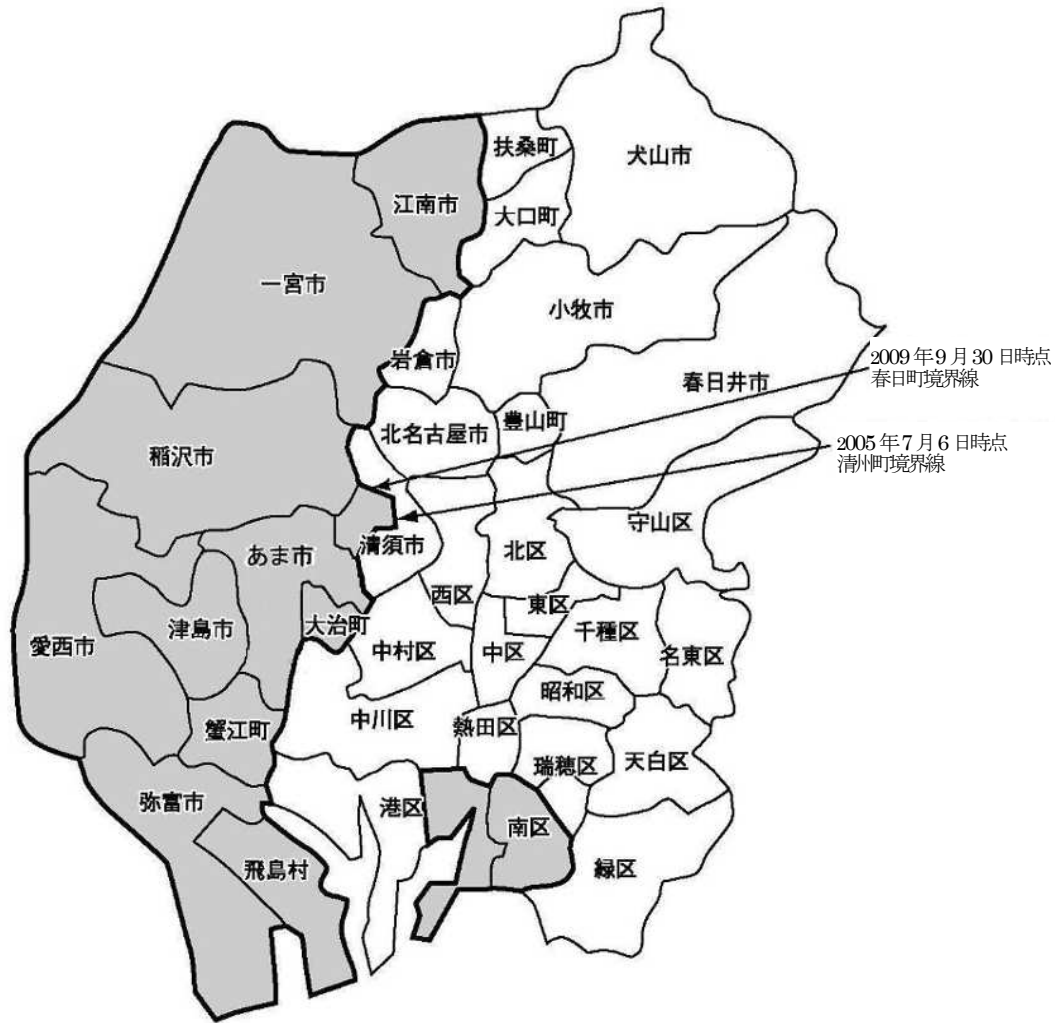 扶桑町
犬山市
江南市
大口町
一宮市
小牧市
岩倉市
2009年9月30日時点
春日町境界線
春日井市
豊山町
北名古屋市
稲沢市
2005年7月6日時点
清州町境界線
守山区
清須市
北区
あま市
西区
東区
大治町
津島市
千種区
愛西市
中村区
中区
名東区
昭和区
中川区
熱田区
蟹江町
瑞穂区
天白区
弥富市
港区
南区
飛島村
緑区